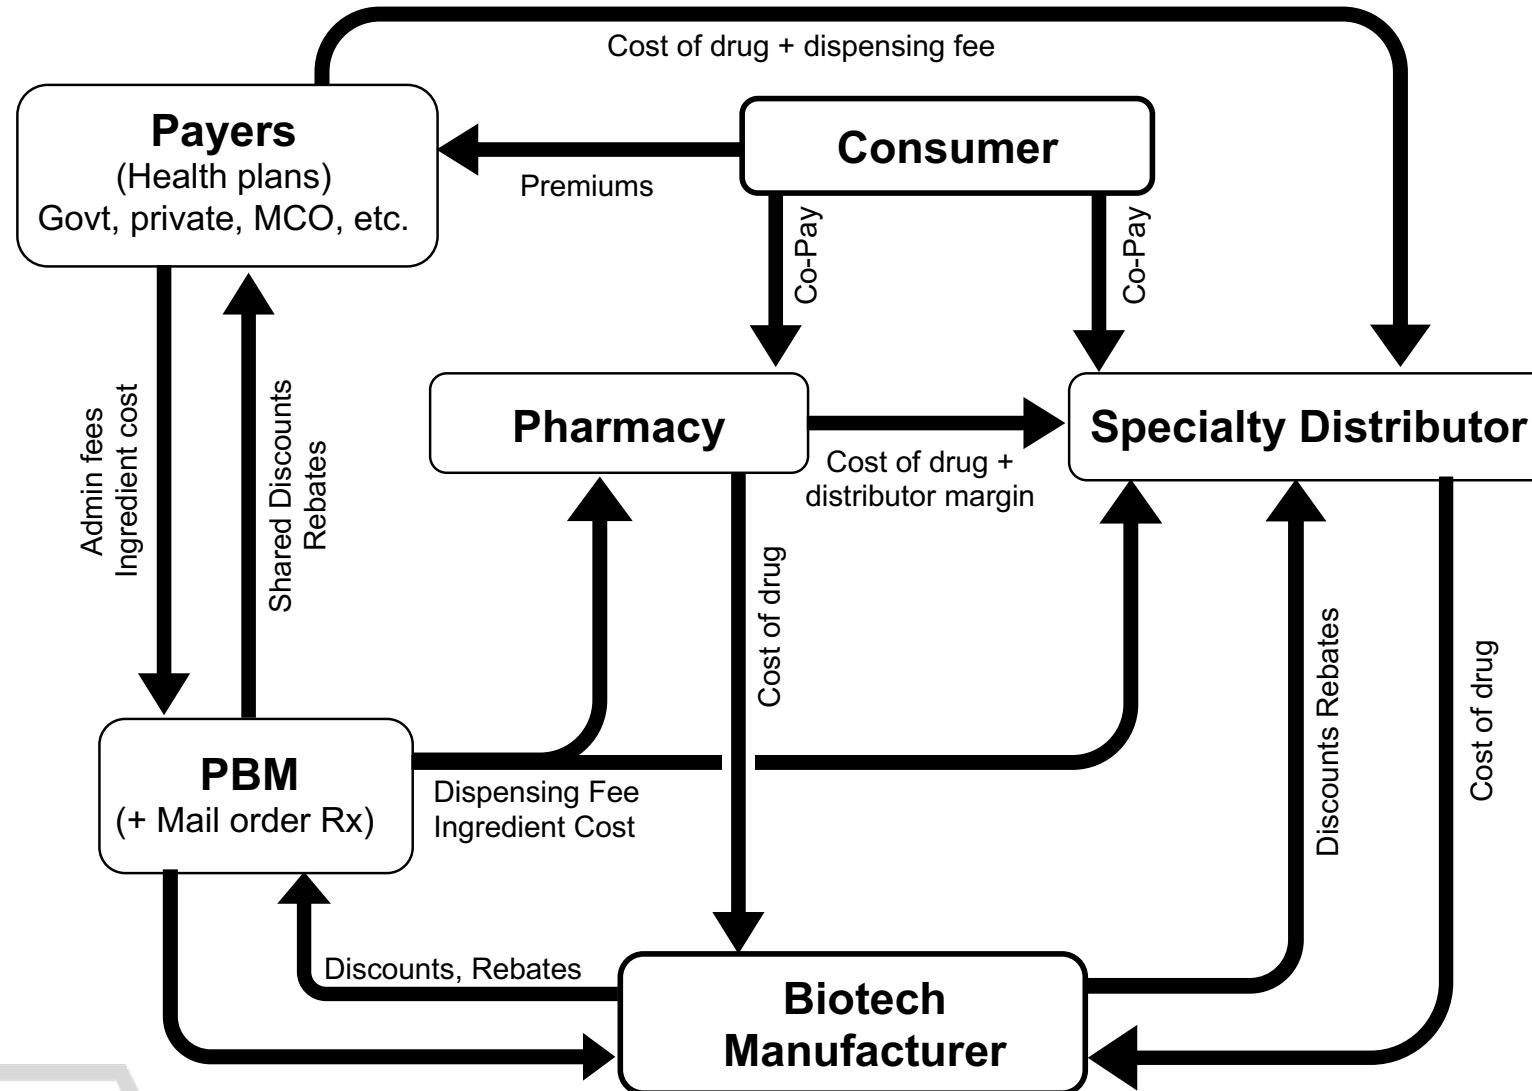 Cost of drug + dispensing fee
Payers
(Health plans)
Govt, private, MCO, etc.
Consumer
Premiums
Co-Pay
Co-Pay
Admin fees
Ingredient cost
Shared Discounts
Rebates
Pharmacy
Cost of drug +
distributor margin
Specialty Distributor
Cost of drug
Discounts Rebates
Cost of drug
PBM
(+ Mail order Rx)
Dispensing Fee
Ingredient Cost
Discounts, Rebates
Biotech
Manufacturer